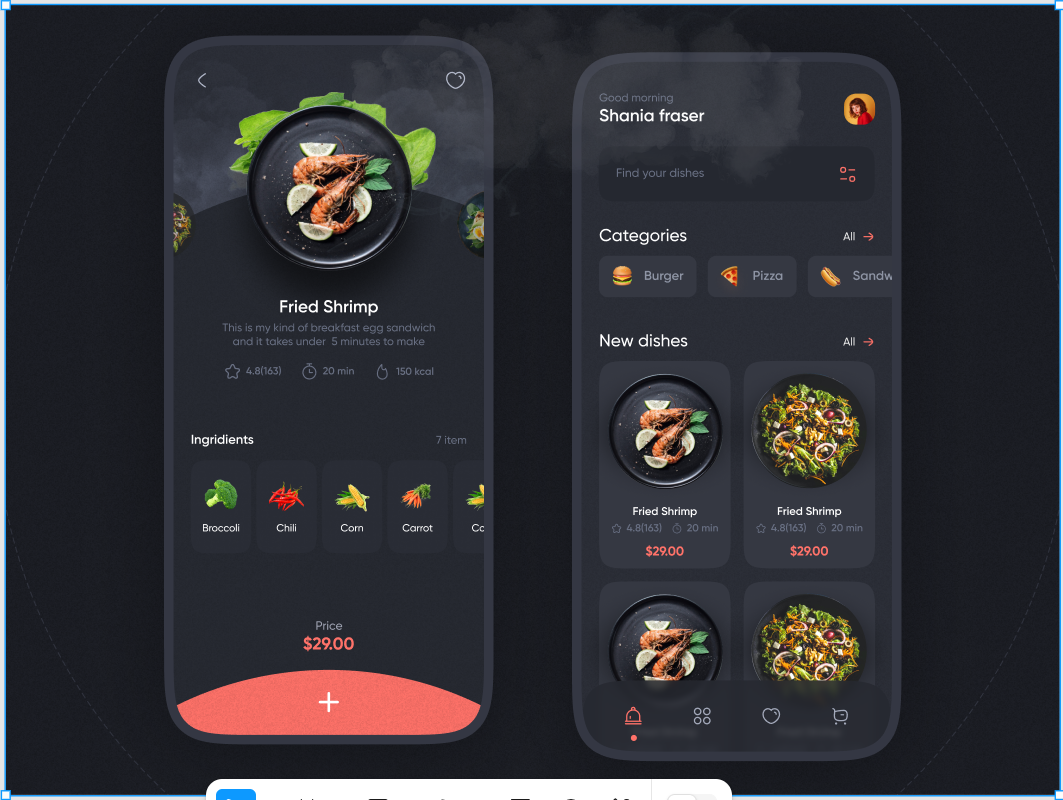 Fried Shrimp
This is my kind of breakfast egg sandwich
and it takes under 5 minutes to make
4.8(163) 20 min 150 kcal
Ingridients 7 item
Broccoli Chili Corn Carrot Co
Price
$29.00
Good morning
Shania fraser
Find your dishes
Categories All
Burger Pizza Sandw
New dishes All
Fried Shrimp Fried Shrimp
4.8(163) 20 min 4.8(163) 20 min
$29.00 $29.00